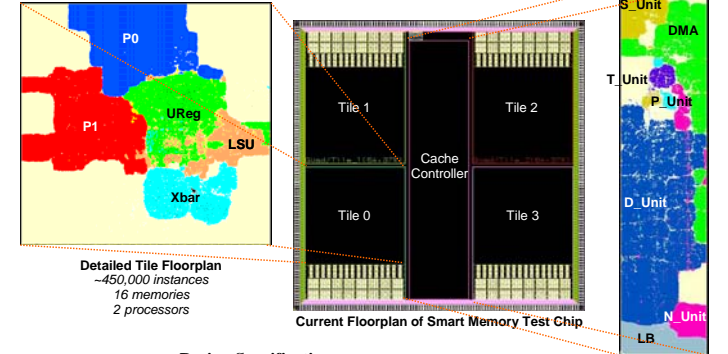 P0
P1
UReg
LSU
Xbar
Detailed Tile Floorplan
~450,000 instances
16 memories
2 processors
Tile 1
Tile 2
Cache
Controller
Tile 0
Tile 3
Current Floorplan of Smart Memory Test Chip
S_Unit
DMA
T_Unit
P_Unit
D_Unit
N_Unit
LB